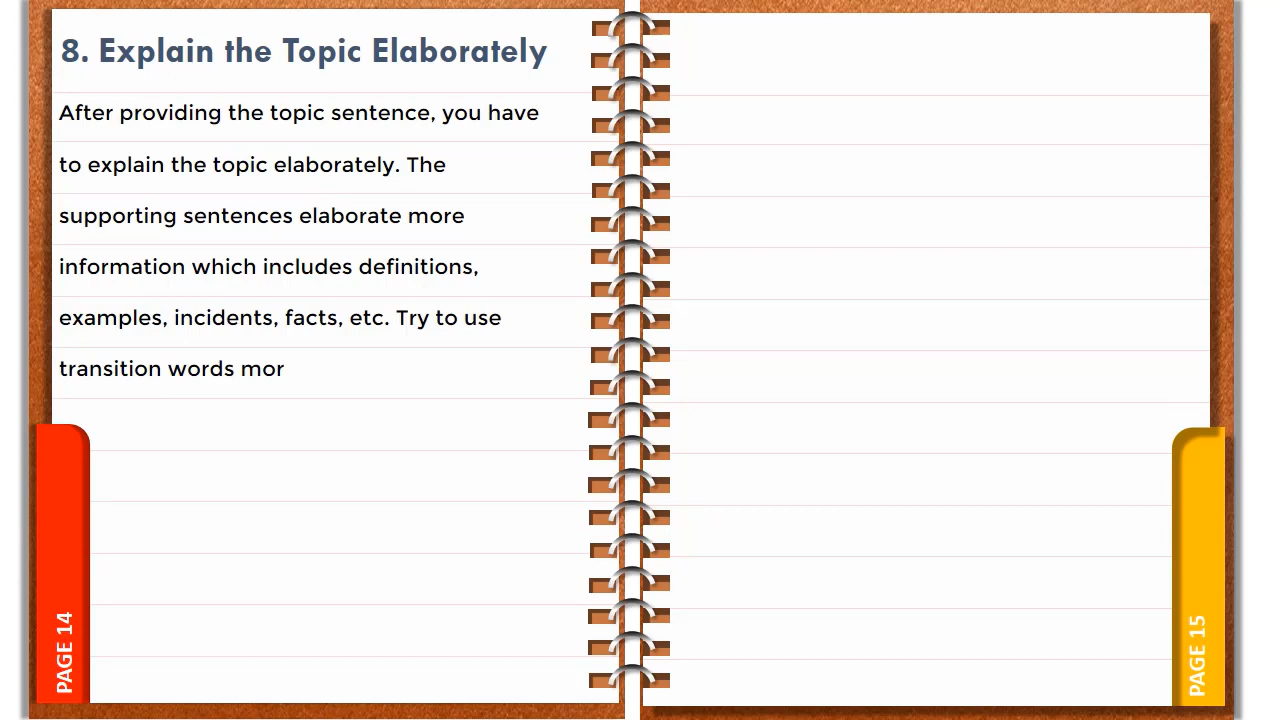 8. Explain the Topic Elaborately
After providing the topic sentence, you have
to explain the topic elaborately. The
supporting sentences elaborate more
information which includes definitions,
examples, incidents, facts, etc. Try to use
transition words mor
PAGE 14
PAGE 15